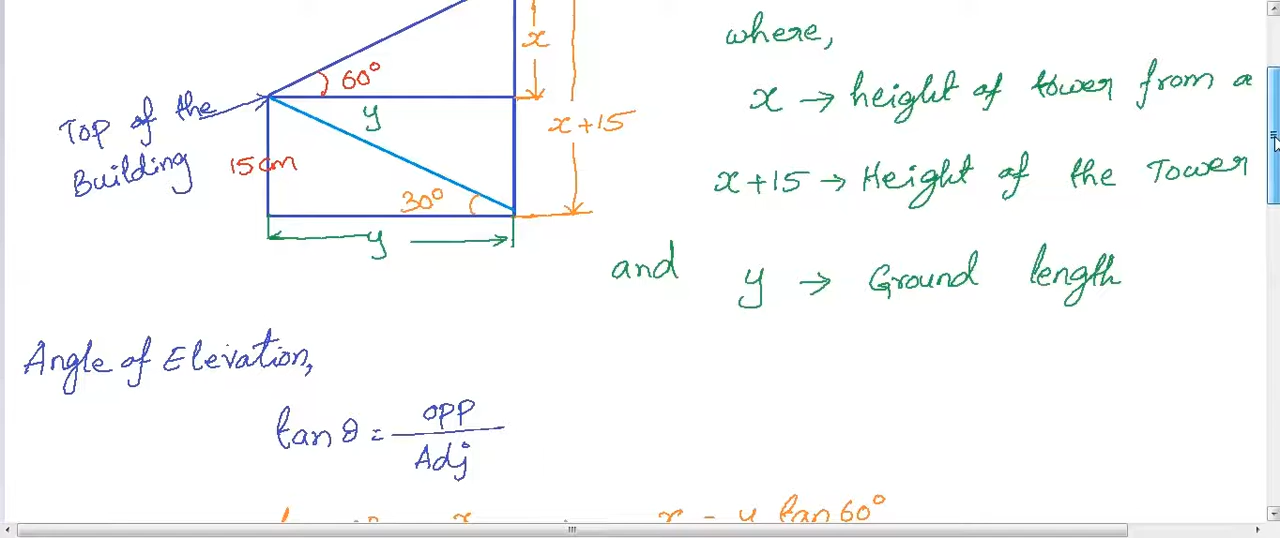 x
60°
y
x+15
Top of the
Building
15cm
30°
y
where,
x → height of tower from a
x+15 → Height of the Tower
and y → Ground length
Angle of Elevation,
tan θ = opp
Adj
x = y tan 60°